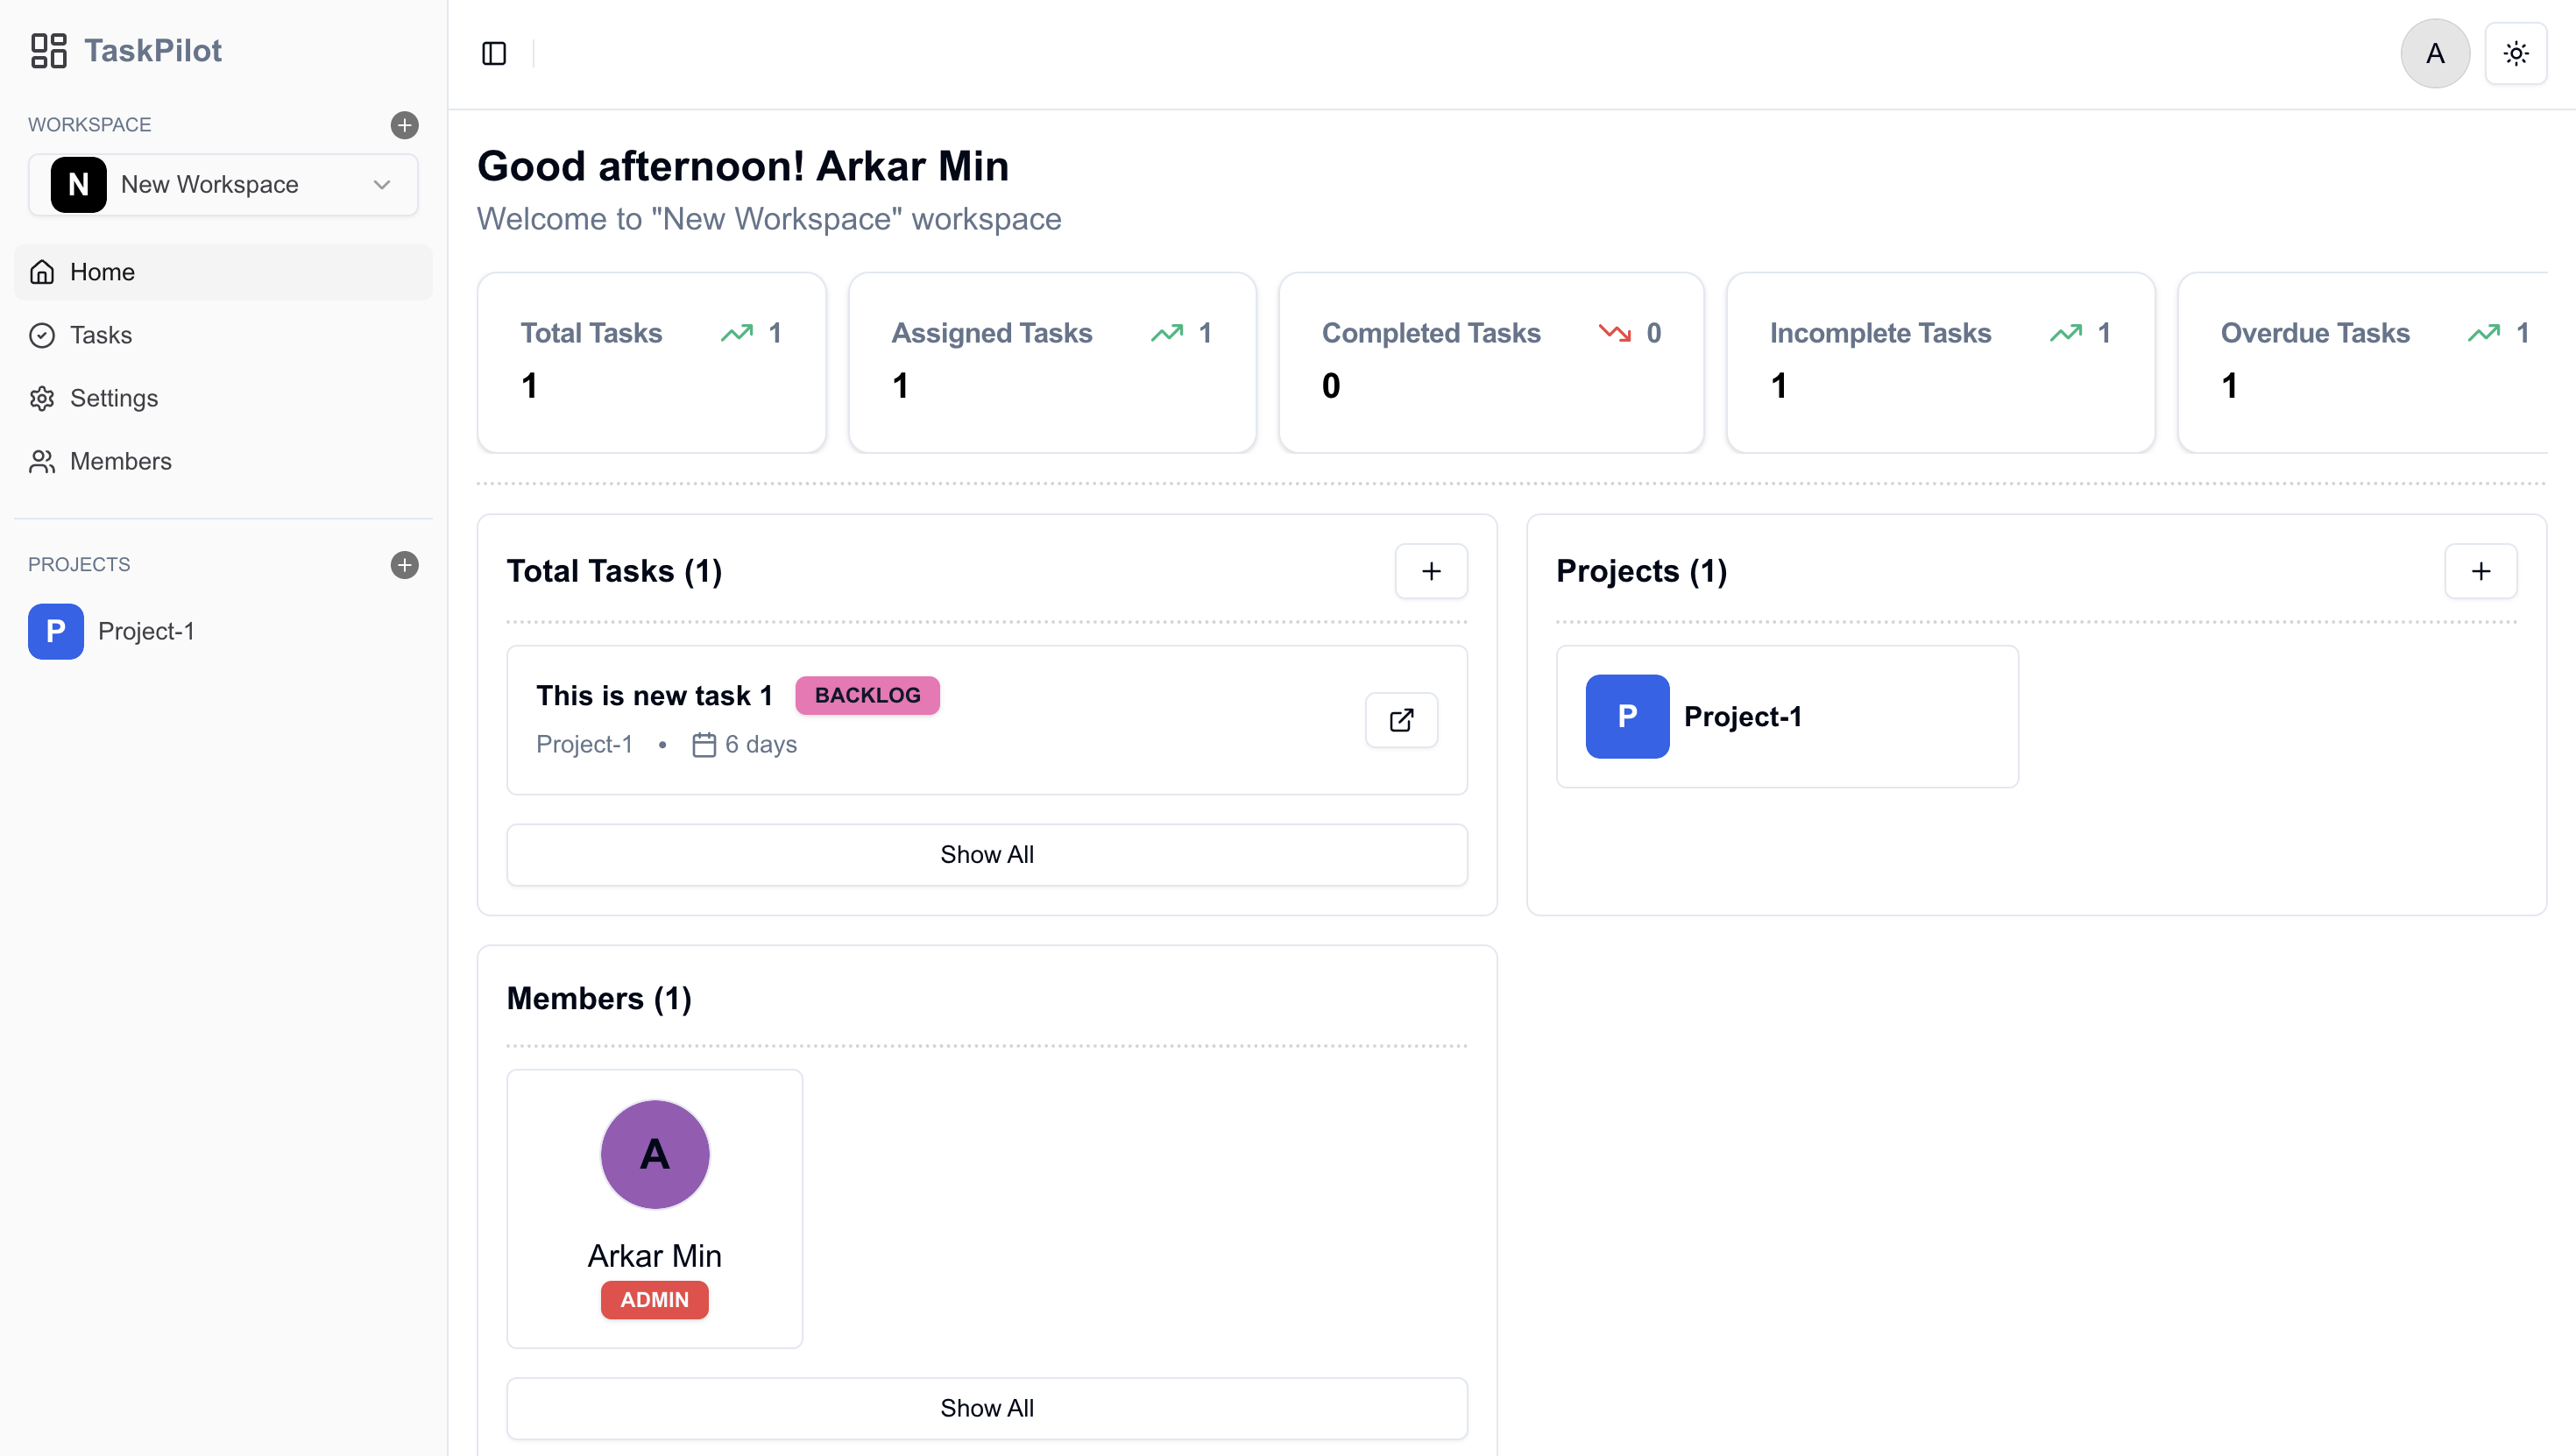 TaskPilot
WORKSPACE
N New Workspace
Home
Tasks
Settings
Members
PROJECTS
P Project-1
A
Good afternoon! Arkar Min
Welcome to "New Workspace" workspace
Total Tasks 1
1
Assigned Tasks 1
1
Completed Tasks 0
0
Incomplete Tasks 1
1
Overdue Tasks 1
1
Total Tasks (1)
This is new task 1 BACKLOG
Project-1 • 6 days
Show All
Projects (1)
P Project-1
Members (1)
A
Arkar Min
ADMIN
Show All